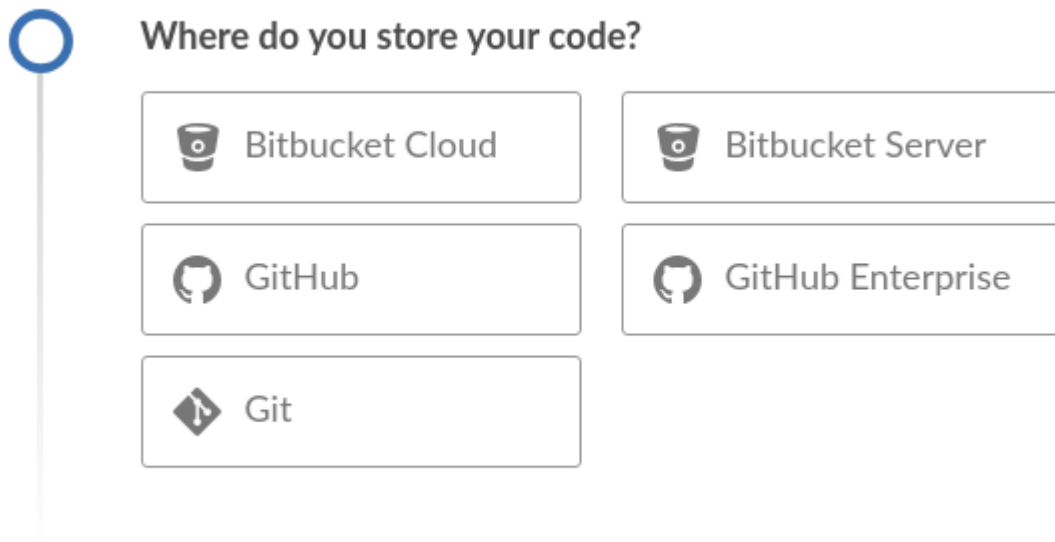 Where do you store your code?
Bitbucket Cloud
Bitbucket Server
GitHub
GitHub Enterprise
Git